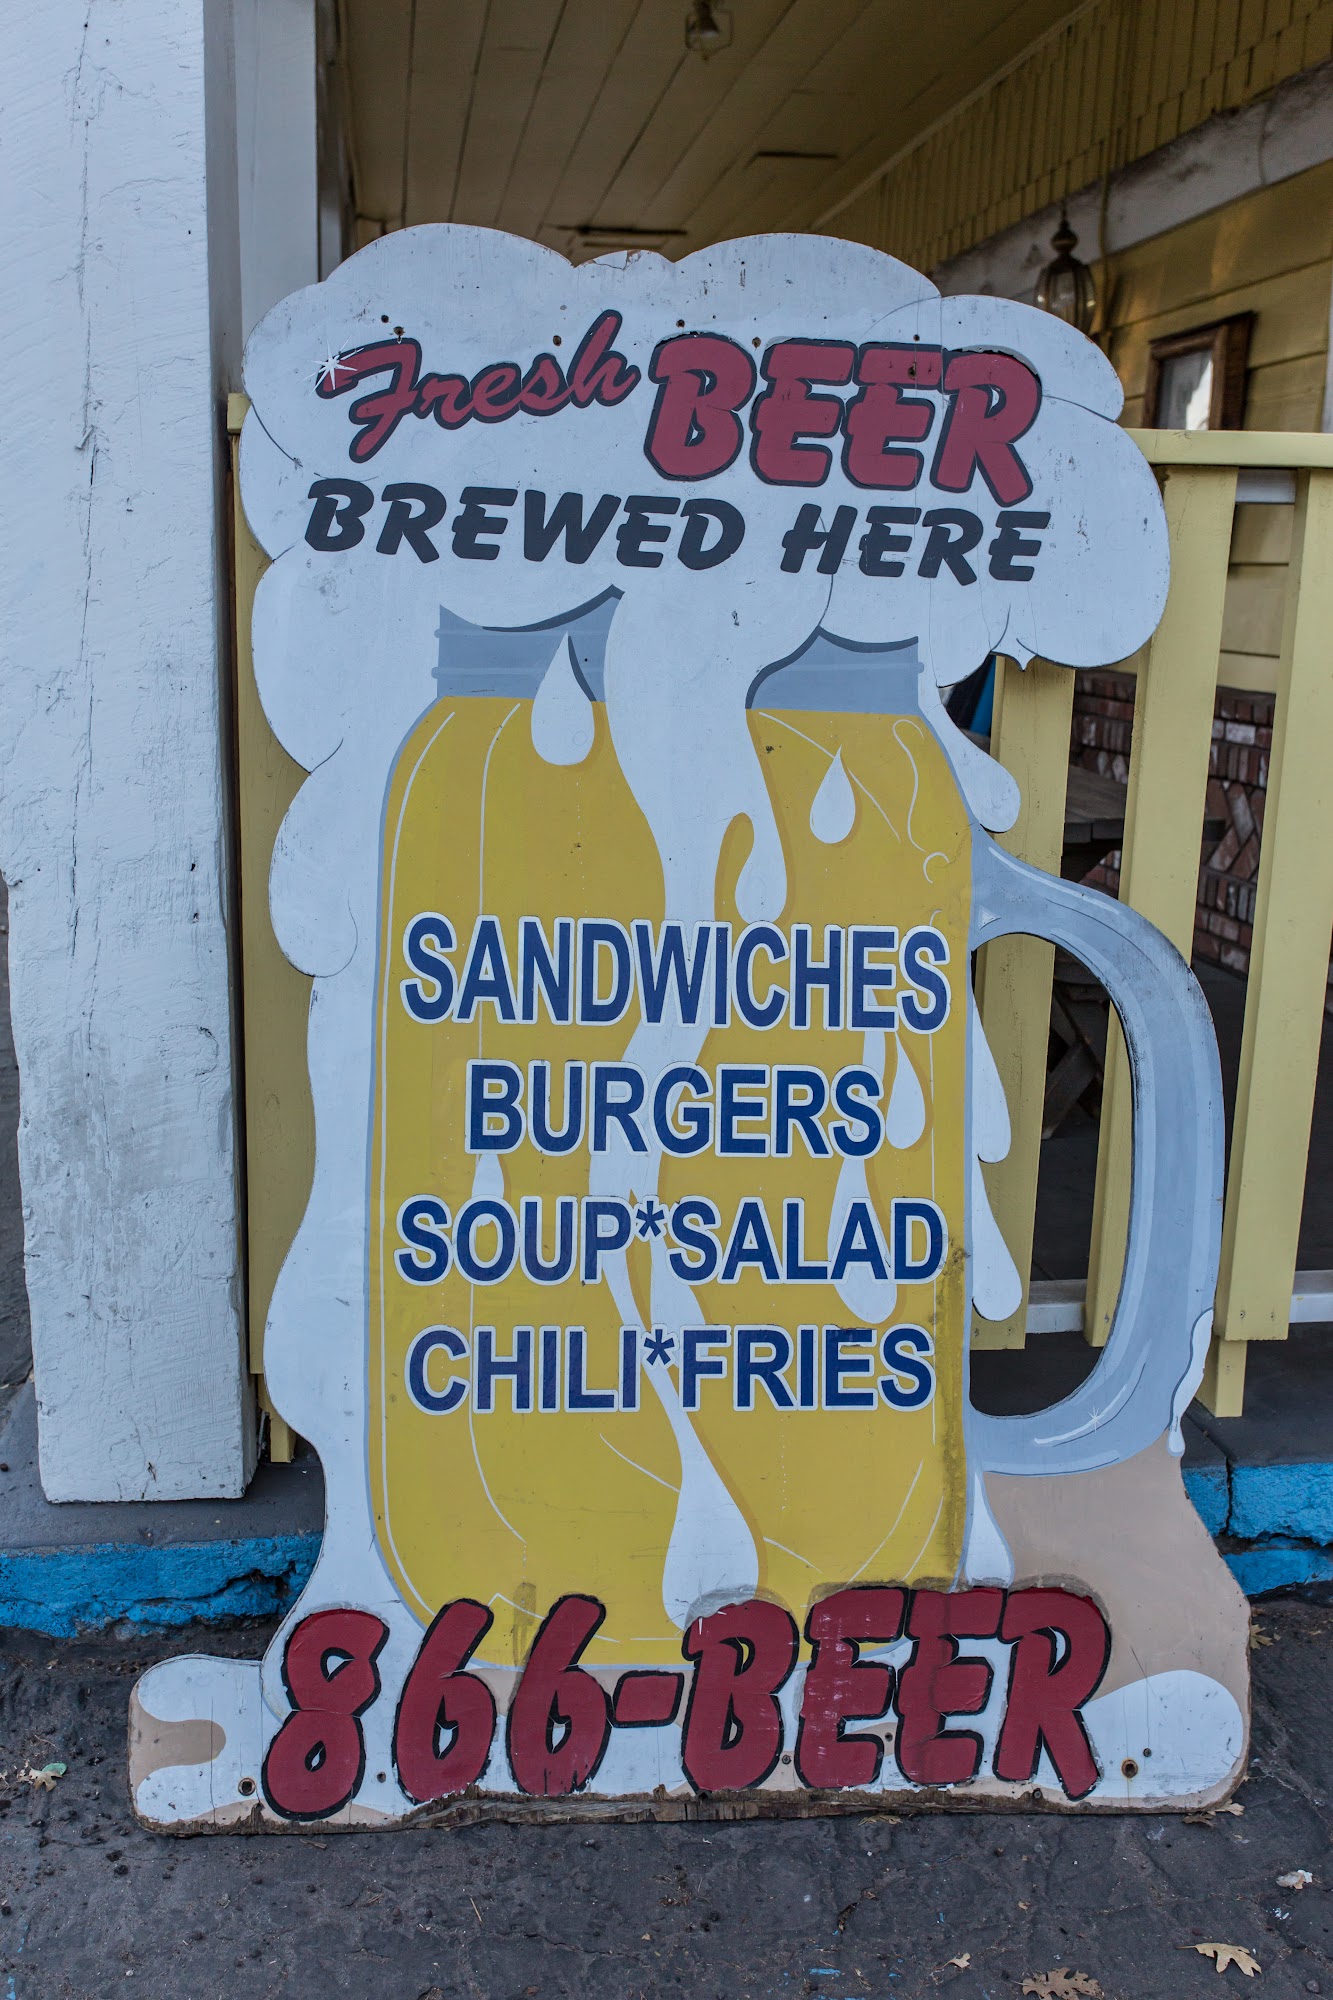 Fresh BEER
BREWED HERE
SANDWICHES
BURGERS
SOUP*SALAD
CHILI*FRIES
866-BEER